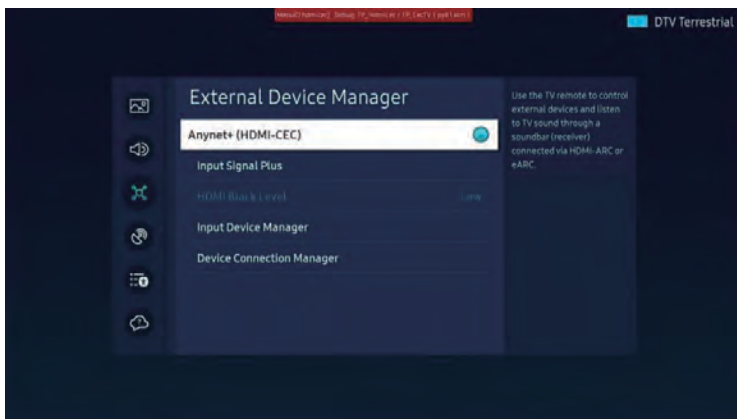 DTV Terrestrial
External Device Manager
Anynet+ (HDMI-CEC)
Input Signal Plus
HDMI Black Level
Low
Input Device Manager
Device Connection Manager
Use the TV remote to control
external devices and listen
to TV sound through a
soundbar (receiver)
connected via HDMI-ARC or
eARC.